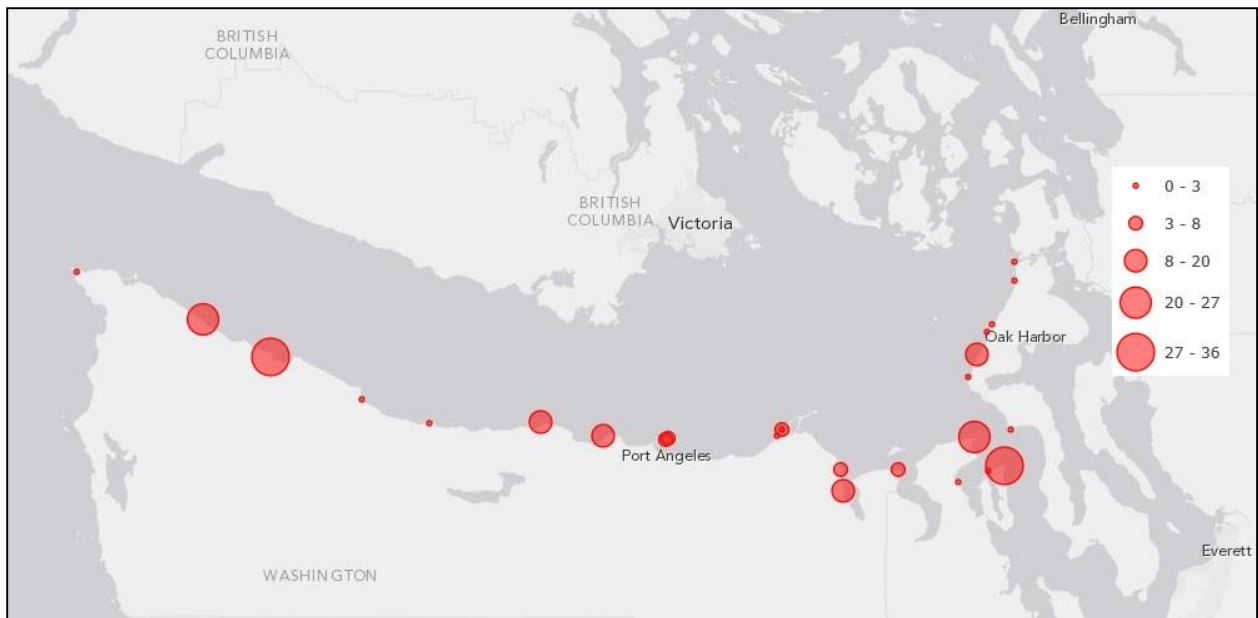 Bellingham
BRITISH
COLUMBIA
BRITISH
COLUMBIA
Victoria
0 - 3
3 - 8
8 - 20
20 - 27
27 - 36
Oak Harbor
Port Angeles
Everett
WASHINGTON